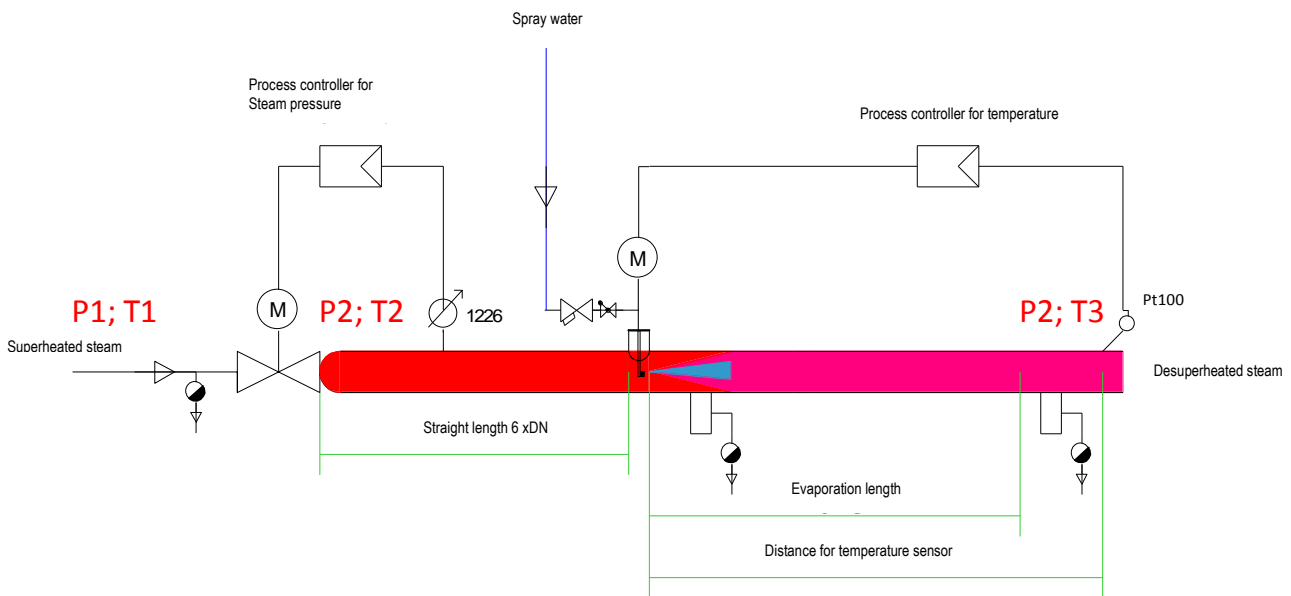 Spray water
Process controller for
Steam pressure
Process controller for temperature
M
M
P1; T1
P2; T2
1226
P2; T3
Pt100
Superheated steam
Desuperheated steam
Straight length 6 xDN
Evaporation length
Distance for temperature sensor